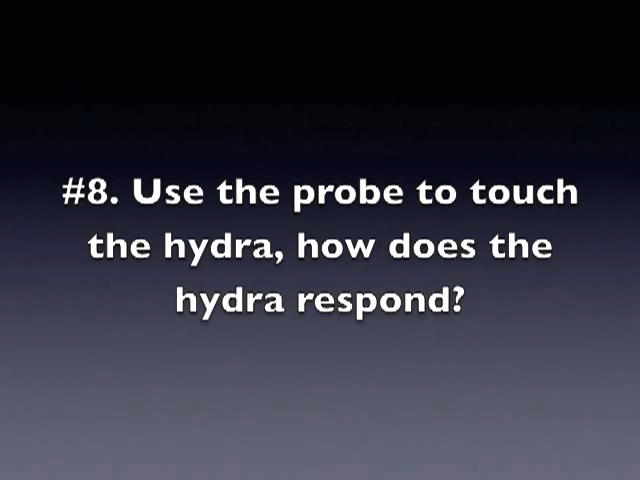 #8. Use the probe to touch
the hydra, how does the
hydra respond?